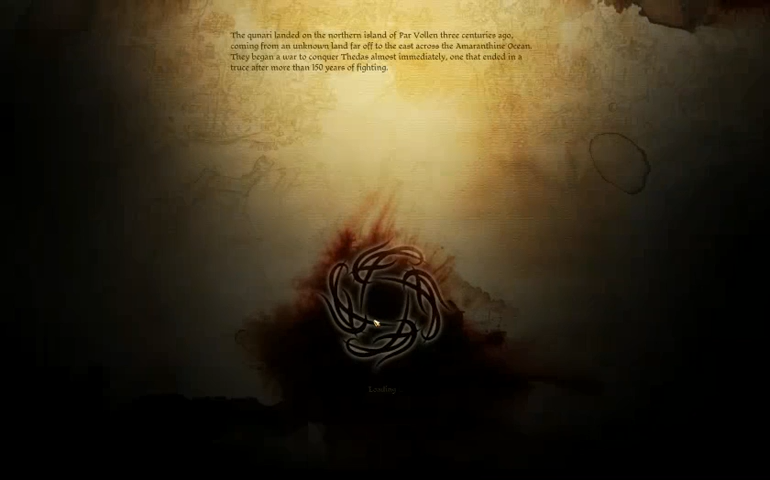 The qunari landed on the northern island of Par Vollen three centuries ago,
coming from an unknown land far off to the east across the Amaranthine Ocean.
They began a war to conquer Thedas almost immediately, one that ended in a
truce after more than 150 years of fighting.
Loading...